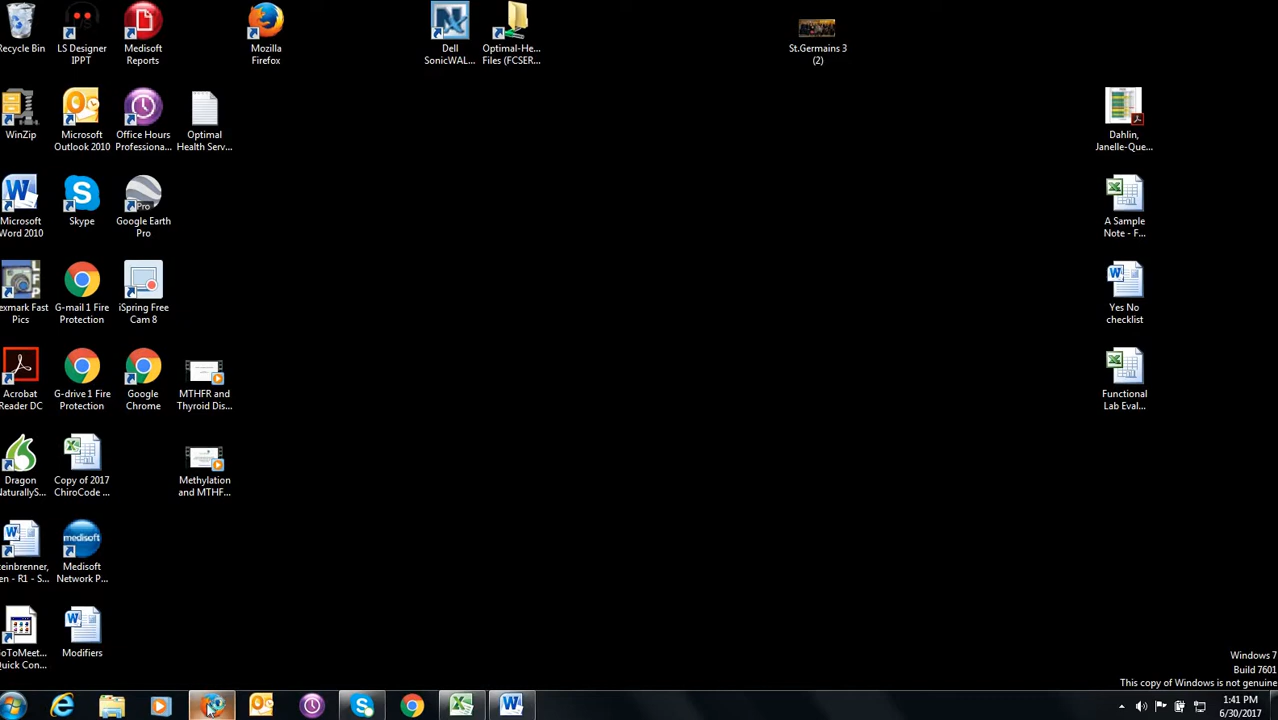 Recycle Bin
LS Designer
IPPT
Medisoft
Reports
Mozilla
Firefox
Dell
SonicWAL...
Optimal-He...
Files (FCSER...
St.Germains 3
(2)
WinZip
Microsoft
Outlook 2010
Office Hours
Professiona...
Optimal
Health Serv...
Dahlin,
Janelle-Que...
Microsoft
Word 2010
Skype
Google Earth
Pro
A Sample
Note - F...
exmark Fast
Pics
G-mail 1 Fire
Protection
iSpring Free
Cam 8
Yes No
checklist
Acrobat
Reader DC
G-drive 1 Fire
Protection
Google
Chrome
MTHFR and
Thyroid Dis...
Functional
Lab Eval...
Dragon
NaturallyS...
Copy of 2017
ChiroCode ...
Methylation
and MTHF...
teinbrenner,
en - R1 - S...
Medisoft
Network P...
oToMeet...
Quick Con...
Modifiers
Windows 7
Build 7601
This copy of Windows is not genuine
1:41 PM
6/30/2017